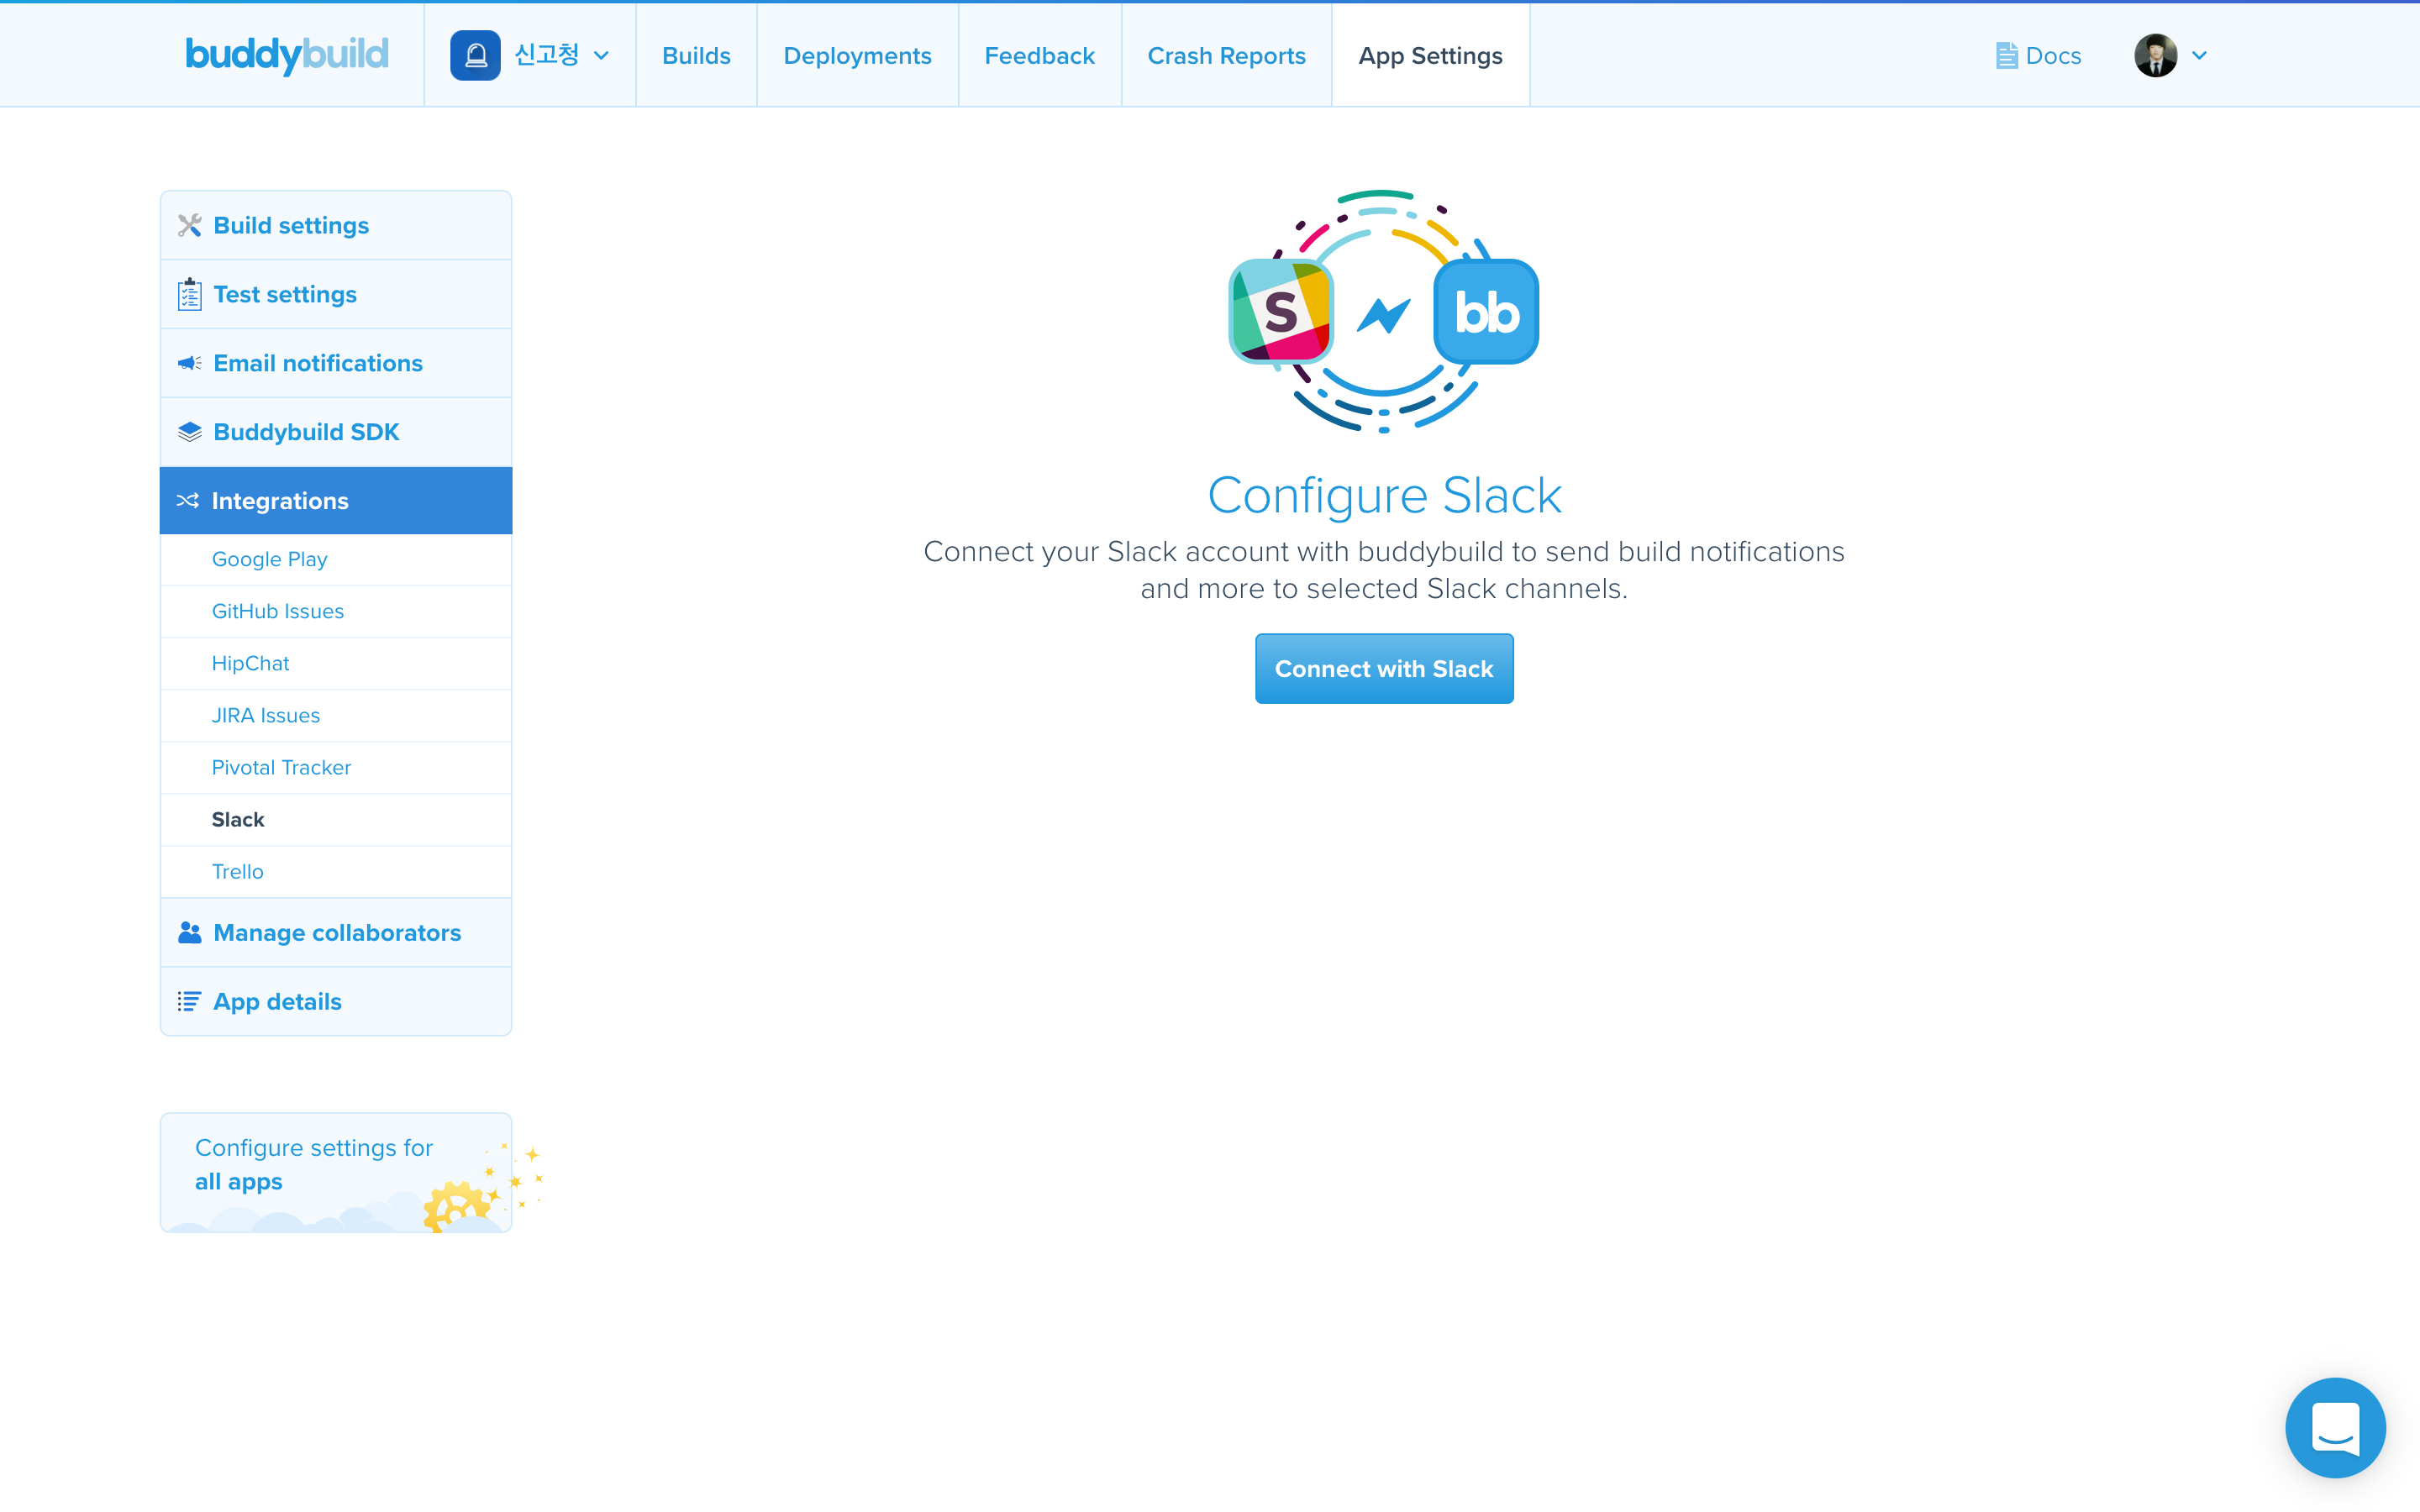 buddybuild
신고청
Builds
Deployments
Feedback
Crash Reports
App Settings
Docs
Build settings
Test settings
Email notifications
Buddybuild SDK
Integrations
Google Play
GitHub Issues
HipChat
JIRA Issues
Pivotal Tracker
Slack
Trello
Manage collaborators
App details
Configure settings for
all apps
S
bb
Configure Slack
Connect your Slack account with buddybuild to send build notifications
and more to selected Slack channels.
Connect with Slack